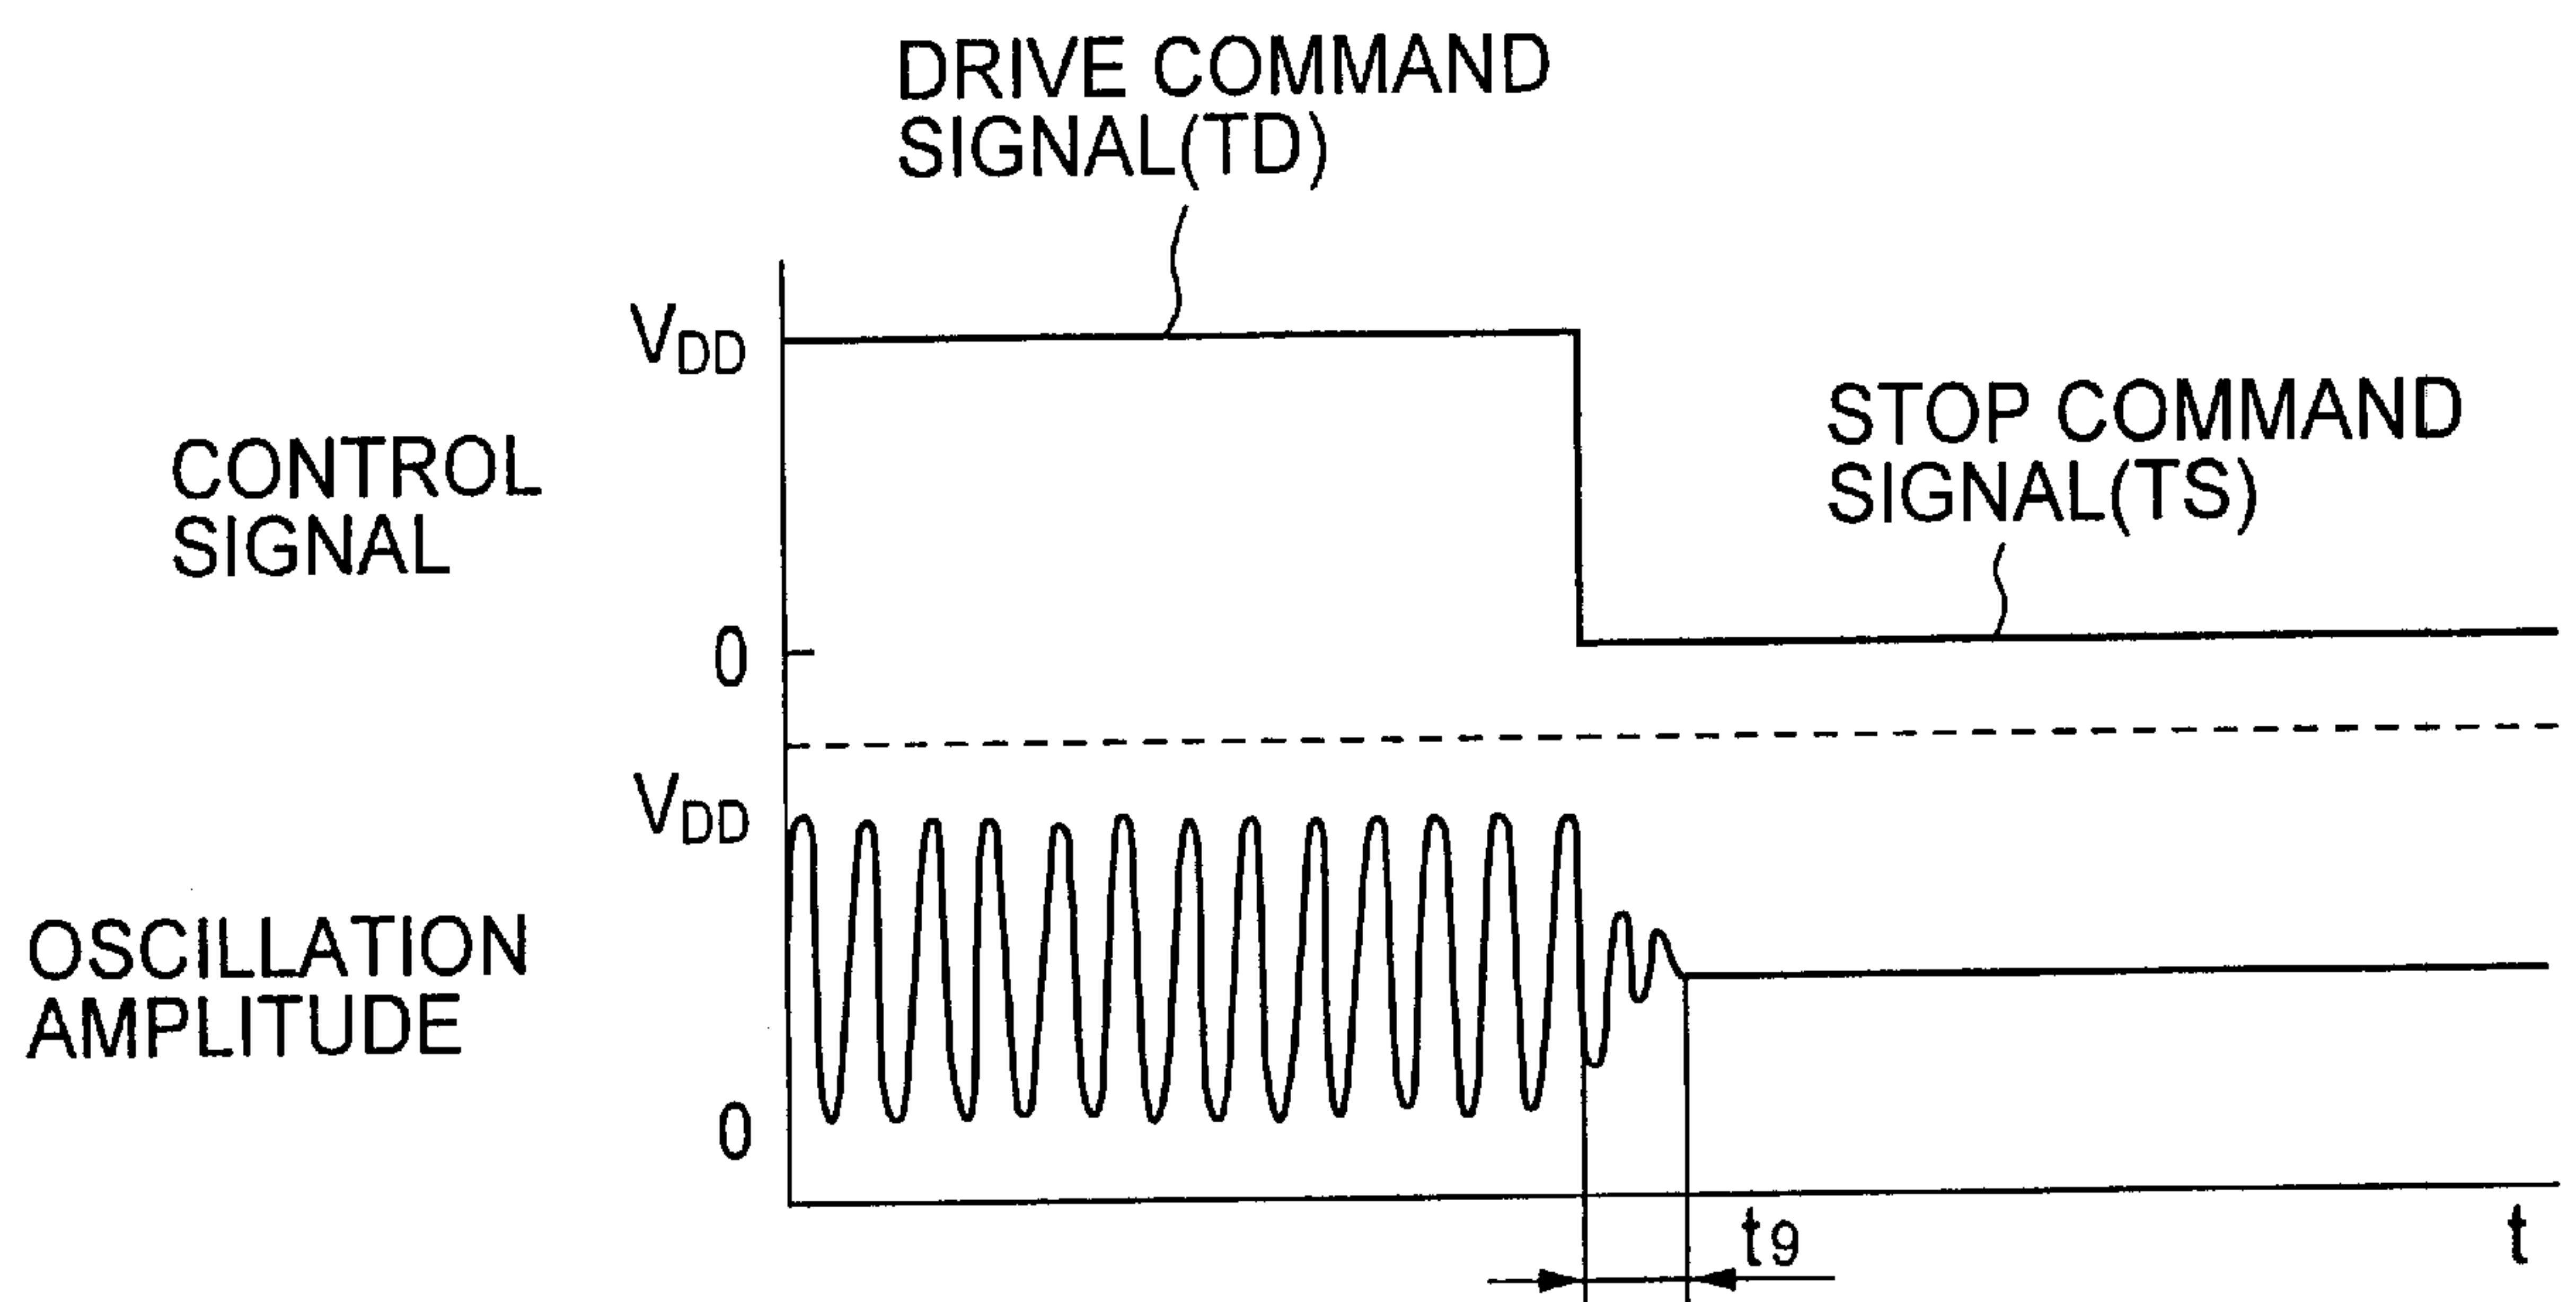 DRIVE COMMAND
SIGNAL(TD)
VDD
CONTROL
SIGNAL
STOP COMMAND
SIGNAL(TS)
0
VDD
OSCILLATION
AMPLITUDE
0
t9
t